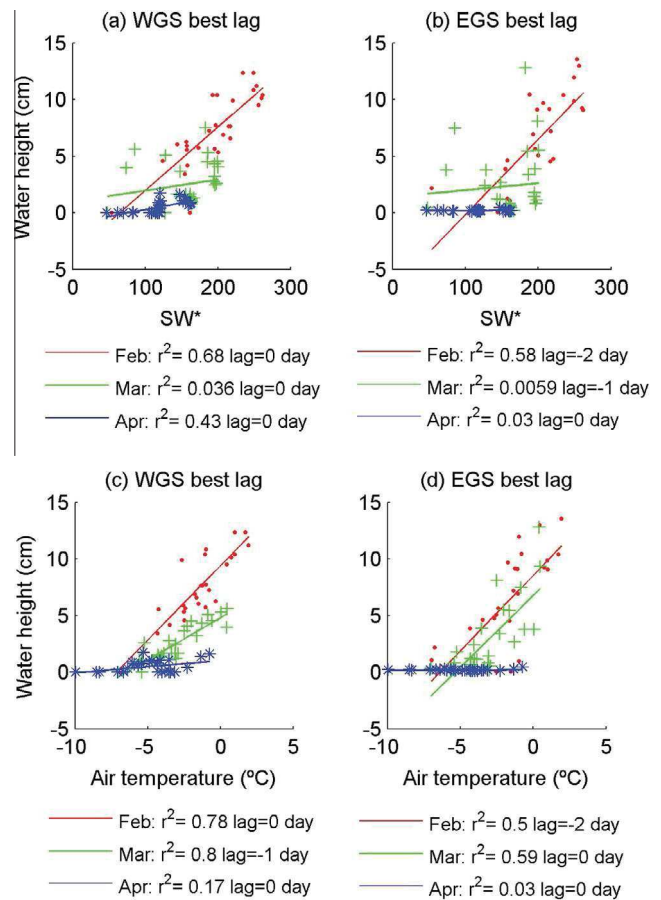 (a) WGS best lag
(b) EGS best lag
15
10
5
0
-5
Water height (cm)
0
100
200
300
SW*
15
10
5
0
-5
0
100
200
300
SW*
Feb: r²= 0.68 lag=0 day
Mar: r²= 0.036 lag=0 day
Apr: r²= 0.43 lag=0 day
Feb: r²= 0.58 lag=-2 day
Mar: r²= 0.0059 lag=-1 day
Apr: r²= 0.03 lag=0 day
(c) WGS best lag
(d) EGS best lag
15
10
5
0
-5
Water height (cm)
-10
-5
0
5
Air temperature (ºC)
15
10
5
0
-5
-10
-5
0
5
Air temperature (ºC)
Feb: r²= 0.78 lag=0 day
Mar: r²= 0.8 lag=-1 day
Apr: r²= 0.17 lag=0 day
Feb: r²= 0.5 lag=-2 day
Mar: r²= 0.59 lag=0 day
Apr: r²= 0.03 lag=0 day